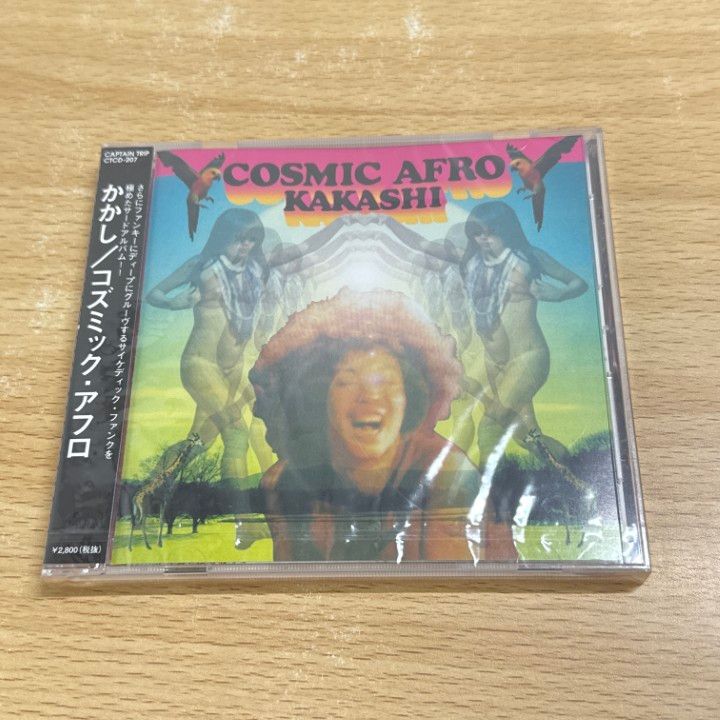 CAPTAIN TRIP
CTCD-207
さらにファンキーにディープにグルーヴするサイケディック・ファンクを
極めたサードアルバム!!
かかし/コズミック・アフロ
¥2,800(税抜)
COSMIC AFRO
KAKASHI